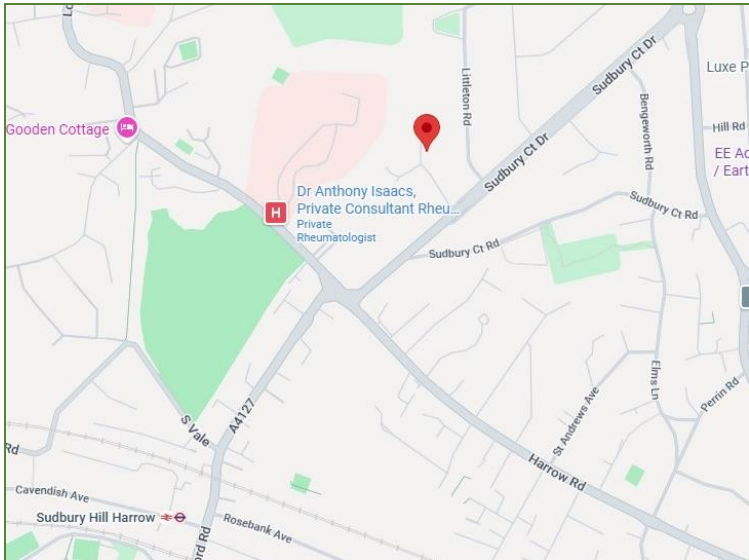 Lo
Sudbury Ct Dr
Luxe P
Littleton Rd
Bengeworth Rd
Gooden Cottage
Hill Rd
EE Ac
/ Eart
Sudbury Ct Dr
Dr Anthony Isaacs,
Private Consultant Rheu...
Private
Rheumatologist
H
Sudbury Ct Rd
Sudbury Ct Rd
Elms Ln
Perrin Rd
St Andrews Ave
S Vale
A4127
Rd
Harrow Rd
Cavendish Ave
Sudbury Hill Harrow
Rosebank Ave
ord Rd